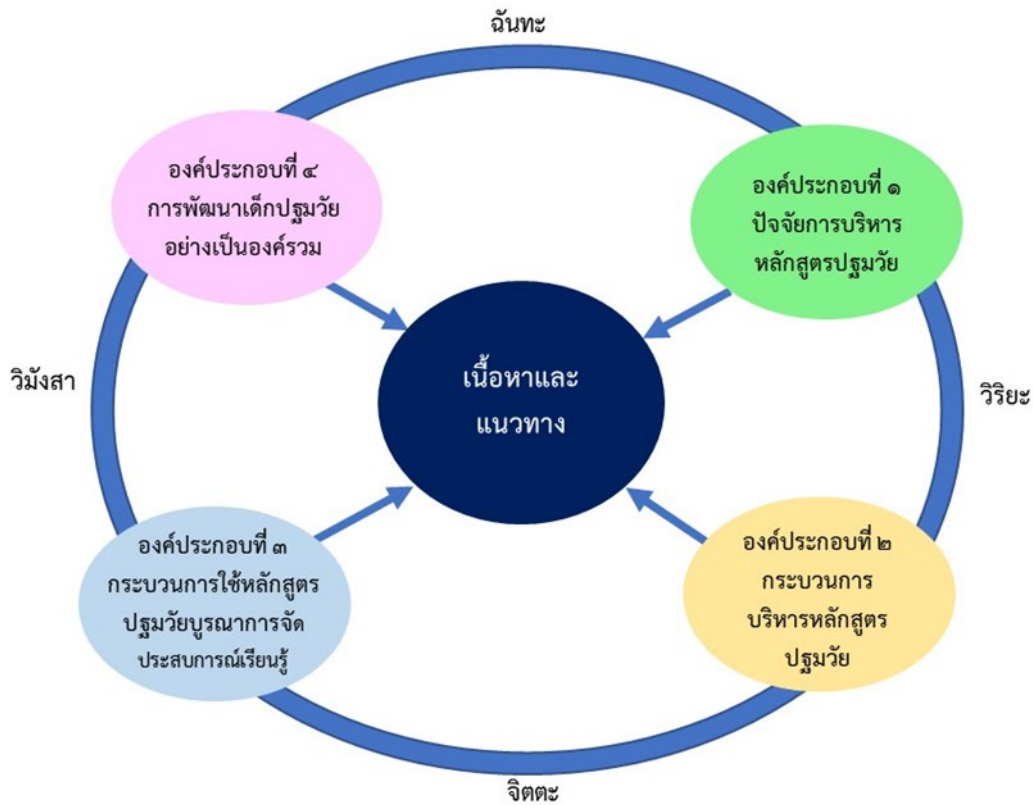 ฉันทะ
องค์ประกอบที่ ๔
การพัฒนาเด็กปฐมวัย
อย่างเป็นองค์รวม
องค์ประกอบที่ ๑
ปัจจัยการบริหาร
หลักสูตรปฐมวัย
วิมังสา
เนื้อหาและ
แนวทาง
วิริยะ
องค์ประกอบที่ ๓
กระบวนการใช้หลักสูตร
ปฐมวัยบูรณาการจัด
ประสบการณ์เรียนรู้
องค์ประกอบที่ ๒
กระบวนการ
บริหารหลักสูตร
ปฐมวัย
จิตตะ